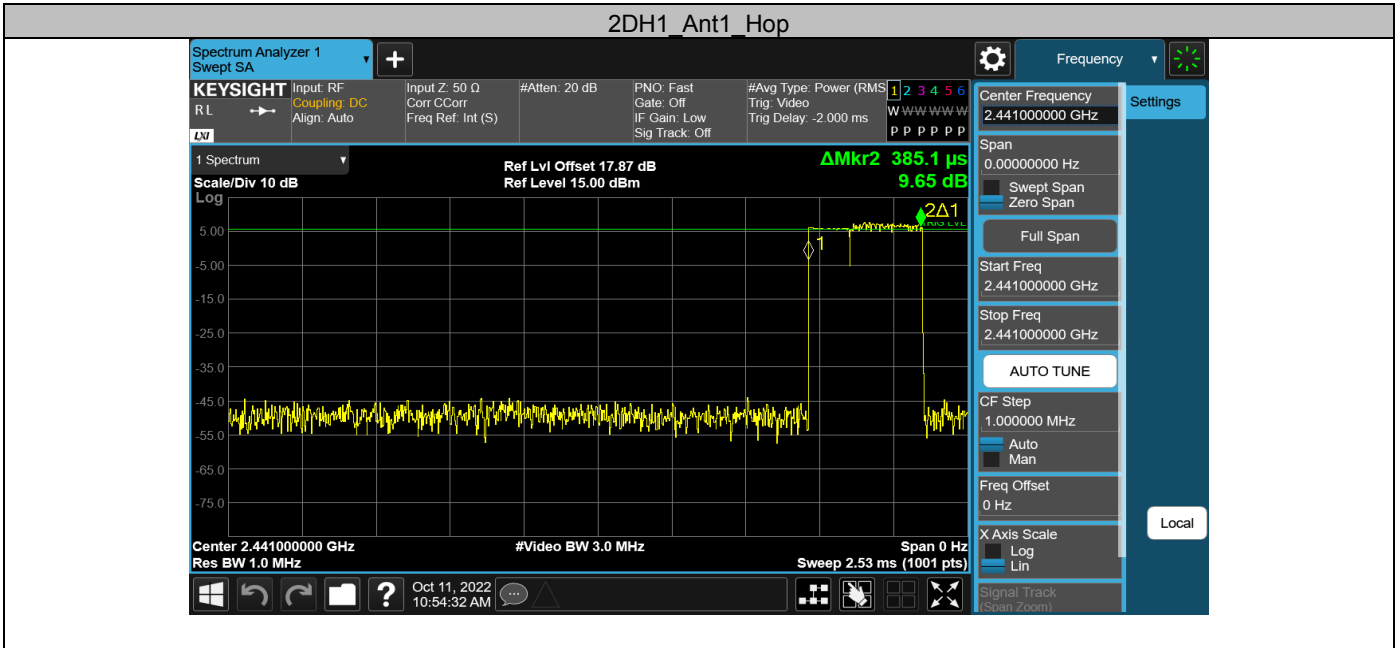 2DH1_Ant1_Hop
Spectrum Analyzer 1
Swept SA
+
Frequency
KEYSIGHT
RL
LXI
Input: RF
Coupling: DC
Align: Auto
Input Z: 50 Ω
Corr CCorr
Freq Ref: Int (S)
#Atten: 20 dB
PNO: Fast
Gate: Off
IF Gain: Low
Sig Track: Off
#Avg Type: Power (RMS
Trig: Video
Trig Delay: -2.000 ms
1 2 3 4 5 6
W W W W W W
P P P P P P
Center Frequency
2.441000000 GHz
Settings
Span
0.00000000 Hz
Swept Span
Zero Span
Full Span
Start Freq
2.441000000 GHz
Stop Freq
2.441000000 GHz
AUTO TUNE
CF Step
1.000000 MHz
Auto
Man
Freq Offset
0 Hz
X Axis Scale
Log
Lin
Signal Track
(Span Zoom)
Local
1 Spectrum
Scale/Div 10 dB
Log
Ref Lvl Offset 17.87 dB
Ref Level 15.00 dBm
ΔMkr2 385.1 µs
9.65 dB
2Δ1
TRIG LVL
1
5.00
-5.00
-15.0
-25.0
-35.0
-45.0
-55.0
-65.0
-75.0
Center 2.441000000 GHz
Res BW 1.0 MHz
#Video BW 3.0 MHz
Span 0 Hz
Sweep 2.53 ms (1001 pts)
?
Oct 11, 2022
10:54:32 AM